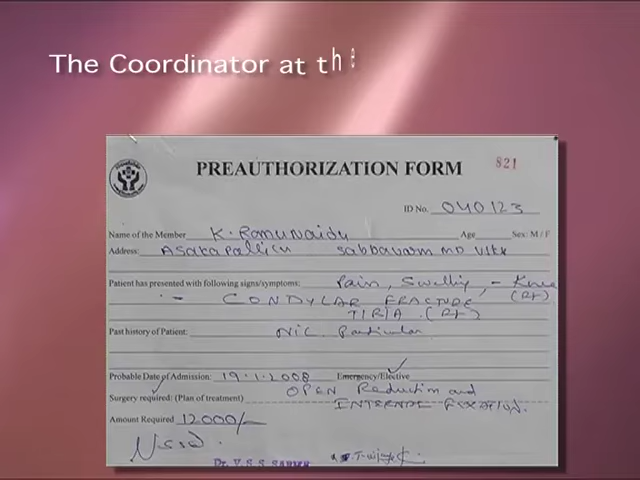 The Coordinator at th
PREAUTHORIZATION FORM 821
ID No. 040123
Name of the Member K. Ramunaidu Age Sex: M / F
Address: Sabbavaram MD
Patient has presented with following signs/symptoms: Pain, Swelling, - Knee
(Rt)
- CONDYLAR FRACTURE
TIBIA (Rt)
Past history of Patient: Nil Particular
Probable Date of Admission: 19.1.2008 Emergency/Elective
Surgery required: (Plan of treatment) OPEN Reduction and
INTERNAL FIXATION.
Amount Required 12000/-
Dr. V.S.S.